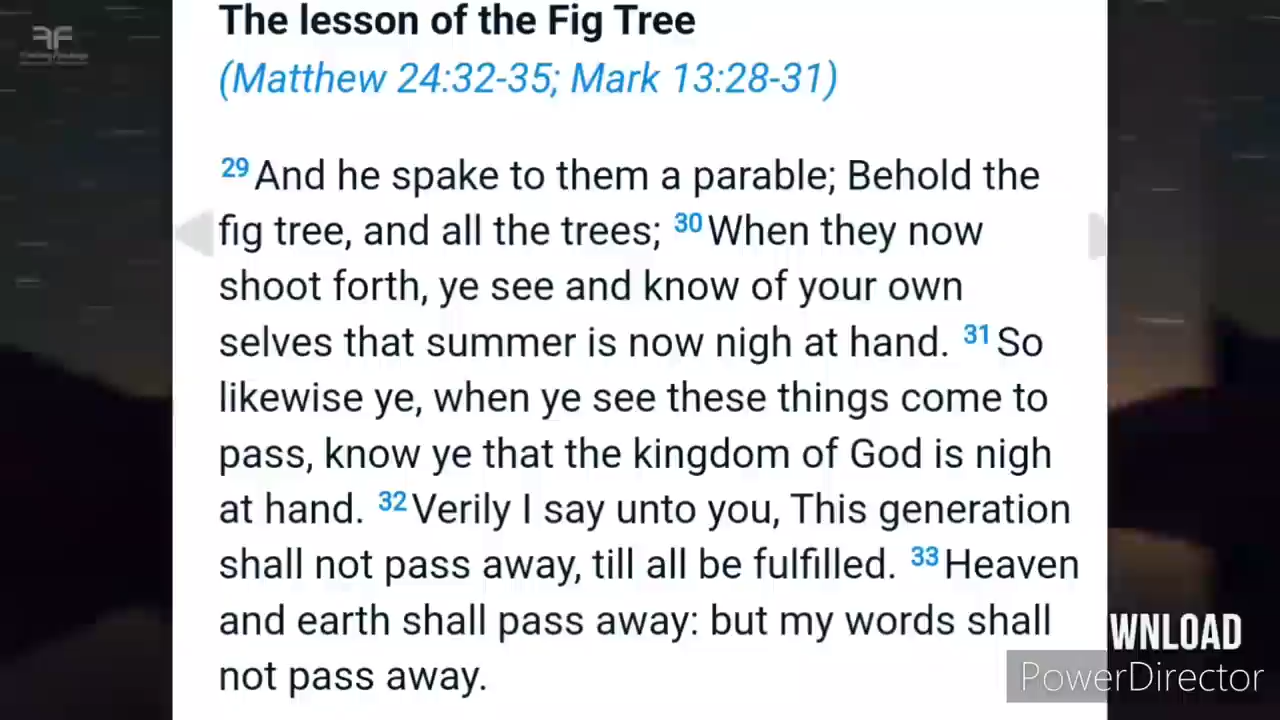 The lesson of the Fig Tree
(Matthew 24:32-35; Mark 13:28-31)
29 And he spake to them a parable; Behold the
fig tree, and all the trees; 30 When they now
shoot forth, ye see and know of your own
selves that summer is now nigh at hand. 31 So
likewise ye, when ye see these things come to
pass, know ye that the kingdom of God is nigh
at hand. 32 Verily I say unto you, This generation
shall not pass away, till all be fulfilled. 33 Heaven
and earth shall pass away: but my words shall
not pass away.
WNLOAD
PowerDirector